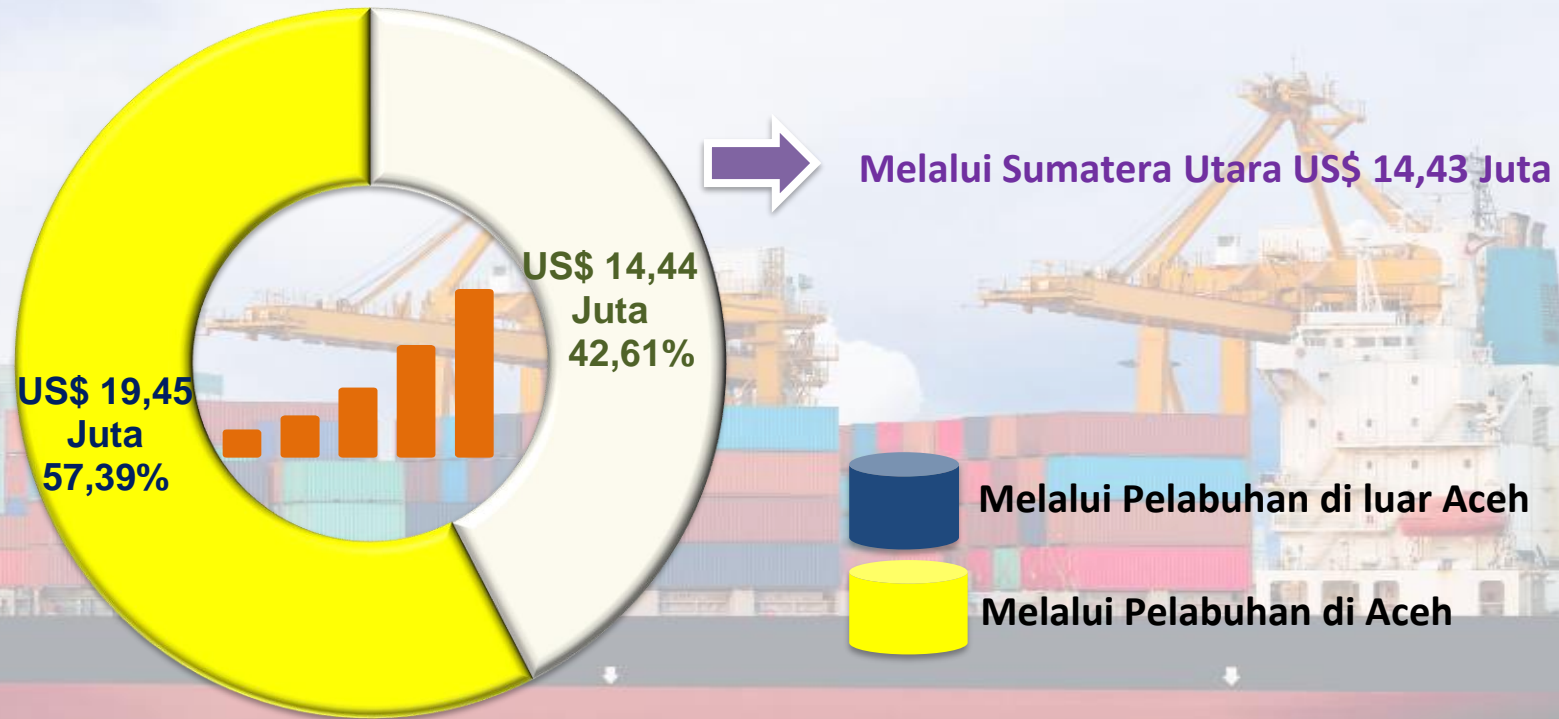 Melalui Sumatera Utara US$ 14,43 Juta
US$ 14,44
Juta
42,61%
US$ 19,45
Juta
57,39%
Melalui Pelabuhan di luar Aceh
Melalui Pelabuhan di Aceh